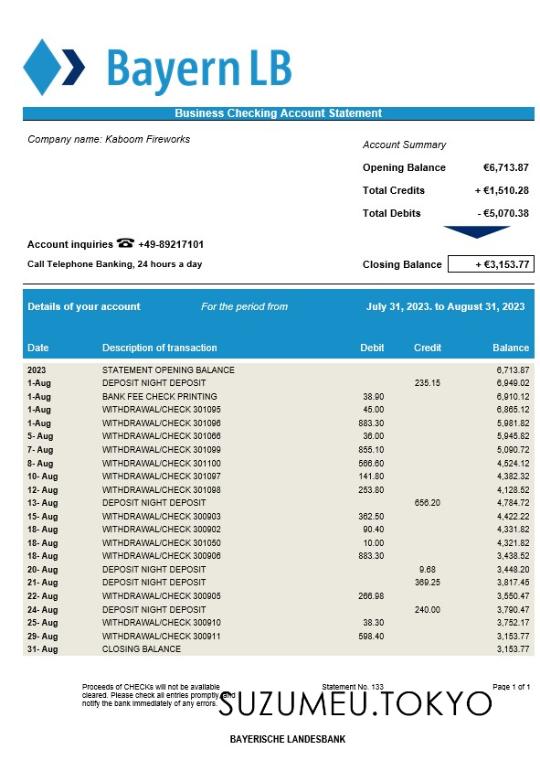 Bayern LB
Business Checking Account Statement
Company name: Kaboom Fireworks
Account Summary
Opening Balance €6,713.87
Total Credits + €1,510.28
Total Debits - €5,070.38
Account inquiries ☎ +49-89217101
Call Telephone Banking, 24 hours a day
Closing Balance + €3,153.77
Details of your account For the period from July 31, 2023. to August 31, 2023
Date Description of transaction Debit Credit Balance
2023 STATEMENT OPENING BALANCE 6,713.87
1-Aug DEPOSIT NIGHT DEPOSIT 235.15 6,949.02
1-Aug BANK FEE CHECK PRINTING 38.90 6,910.12
1-Aug WITHDRAWAL/CHECK 301095 45.00 6,865.12
1-Aug WITHDRAWAL/CHECK 301096 883.30 5,981.82
5- Aug WITHDRAWAL/CHECK 301066 36.00 5,945.82
7- Aug WITHDRAWAL/CHECK 301099 855.10 5,090.72
8- Aug WITHDRAWAL/CHECK 301100 566.60 4,524.12
10- Aug WITHDRAWAL/CHECK 301097 141.80 4,382.32
12- Aug WITHDRAWAL/CHECK 301098 253.80 4,128.52
13- Aug DEPOSIT NIGHT DEPOSIT 656.20 4,784.72
15- Aug WITHDRAWAL/CHECK 300903 362.50 4,422.22
18- Aug WITHDRAWAL/CHECK 300902 90.40 4,331.82
18- Aug WITHDRAWAL/CHECK 301050 10.00 4,321.82
18- Aug WITHDRAWAL/CHECK 300906 883.30 3,438.52
20- Aug DEPOSIT NIGHT DEPOSIT 9.68 3,448.20
21- Aug DEPOSIT NIGHT DEPOSIT 369.25 3,817.45
22- Aug WITHDRAWAL/CHECK 300905 266.98 3,550.47
24- Aug DEPOSIT NIGHT DEPOSIT 240.00 3,790.47
25- Aug WITHDRAWAL/CHECK 300910 38.30 3,752.17
29- Aug WITHDRAWAL/CHECK 300911 598.40 3,153.77
31- Aug CLOSING BALANCE 3,153.77
Proceeds of CHECKs will not be available Statement No. 133 Page 1 of 1
cleared. Please check all entries promptly and
notify the bank immediately of any errors.
SUZUMEU.TOKYO
BAYERISCHE LANDESBANK